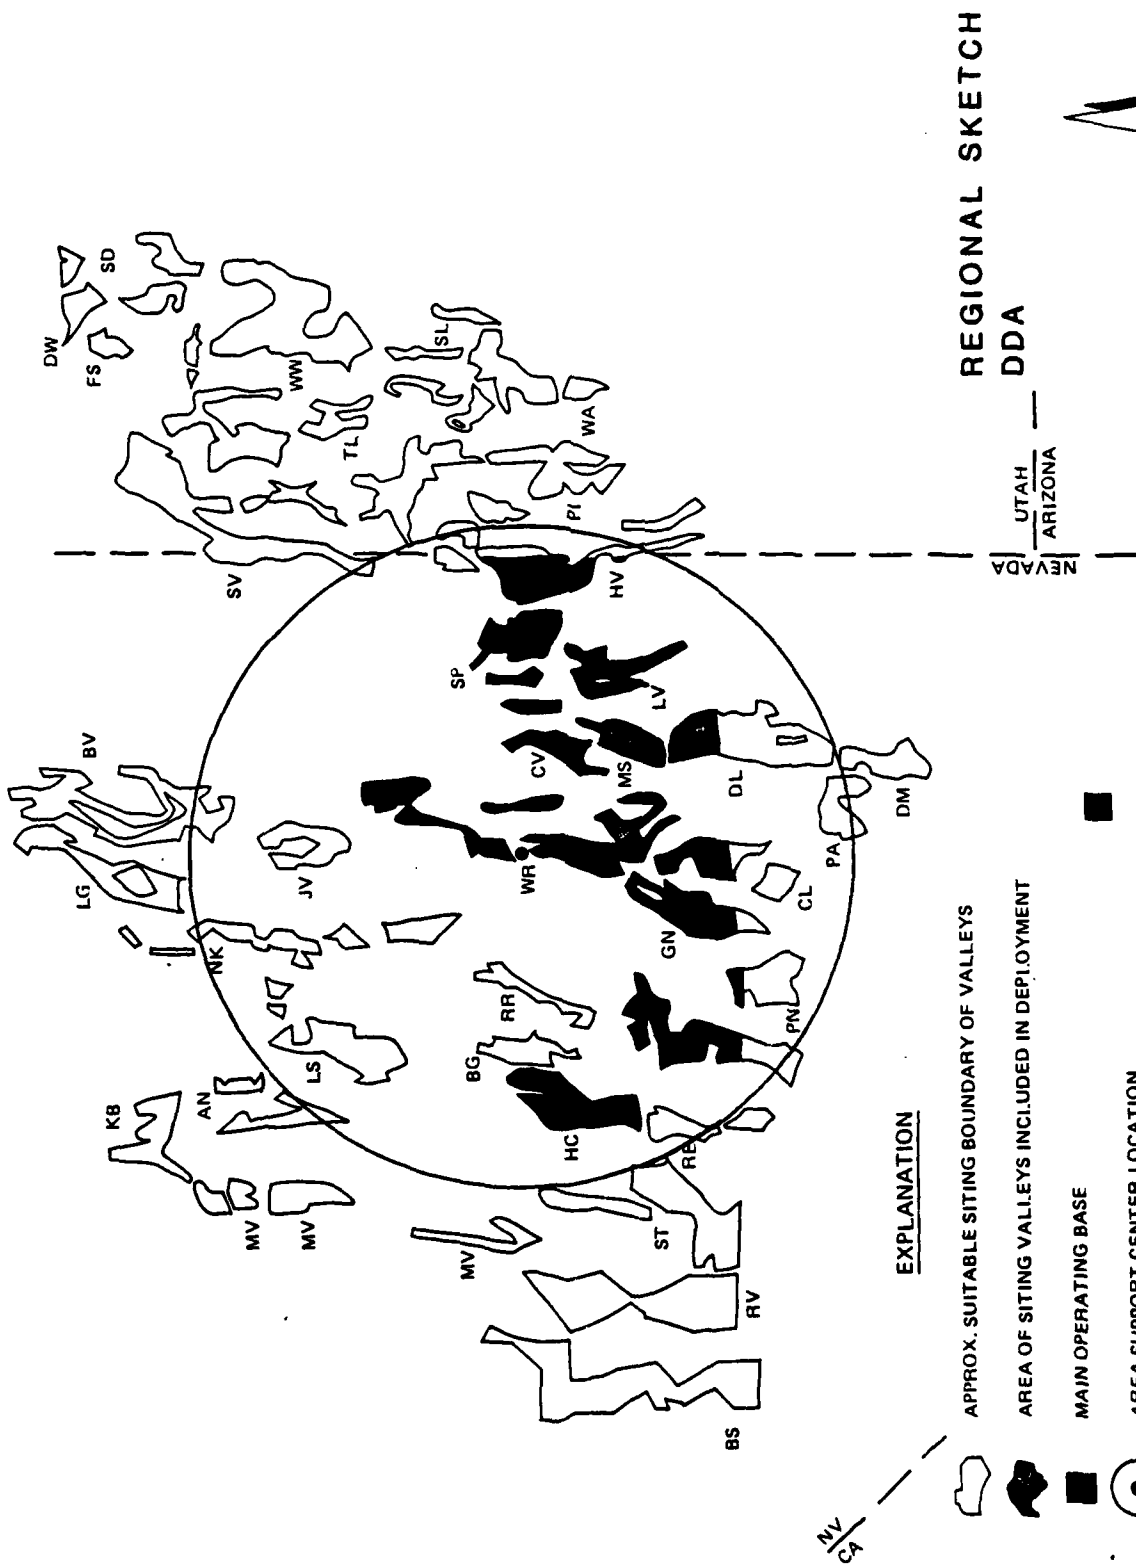 DW
FS
SD
SL
WW
TL
WA
PI
SV
HV
SP
LV
BV
CV
MS
DL
DM
PA
LG
JV
WR
CL
GN
NK
RR
PN
BG
LS
AN
KB
HC
RE
MV
MV
MV
ST
RV
BS
NV
CA
NEVADA
UTAH
ARIZONA
REGIONAL SKETCH
DDA
EXPLANATION
APPROX. SUITABLE SITING BOUNDARY OF VALLEYS
AREA OF SITING VALLEYS INCLUDED IN DEPLOYMENT
MAIN OPERATING BASE
AREA SUPPORT CENTER LOCATION